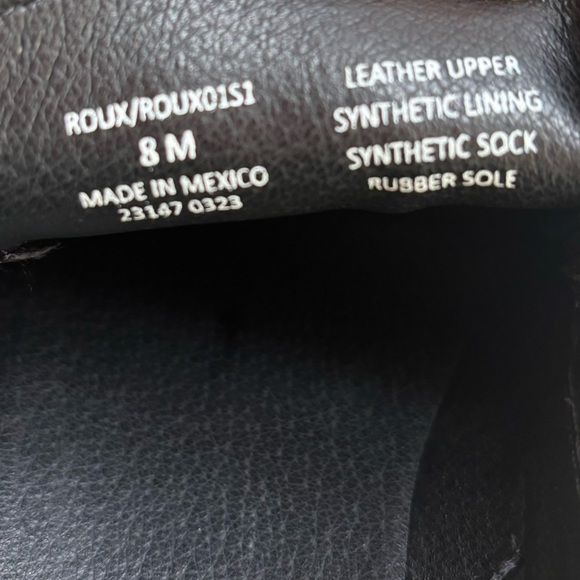 ROUX/ROUX01S1
8 M
MADE IN MEXICO
23147 0323
LEATHER UPPER
SYNTHETIC LINING
SYNTHETIC SOCK
RUBBER SOLE